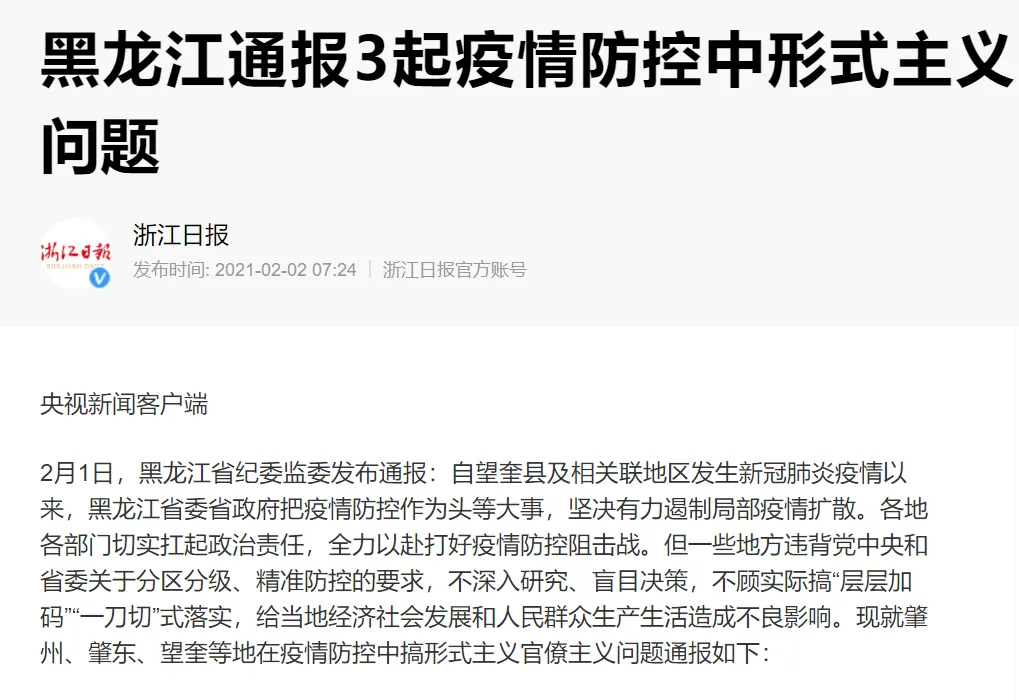 黑龙江通报3起疫情防控中形式主义
问题
浙江日报
浙江日报
ZHEJIANG DAILY
发布时间: 2021-02-02 07:24 | 浙江日报官方账号
央视新闻客户端
2月1日，黑龙江省纪委监委发布通报：自望奎县及相关联地区发生新冠肺炎疫情以
来，黑龙江省委省政府把疫情防控作为头等大事，坚决有力遏制局部疫情扩散。各地
各部门切实扛起政治责任，全力以赴打好疫情防控阻击战。但一些地方违背党中央和
省委关于分区分级、精准防控的要求，不深入研究、盲目决策，不顾实际搞“层层加
码”“一刀切”式落实，给当地经济社会发展和人民群众生产生活造成不良影响。现就肇
州、肇东、望奎等地在疫情防控中搞形式主义官僚主义问题通报如下：